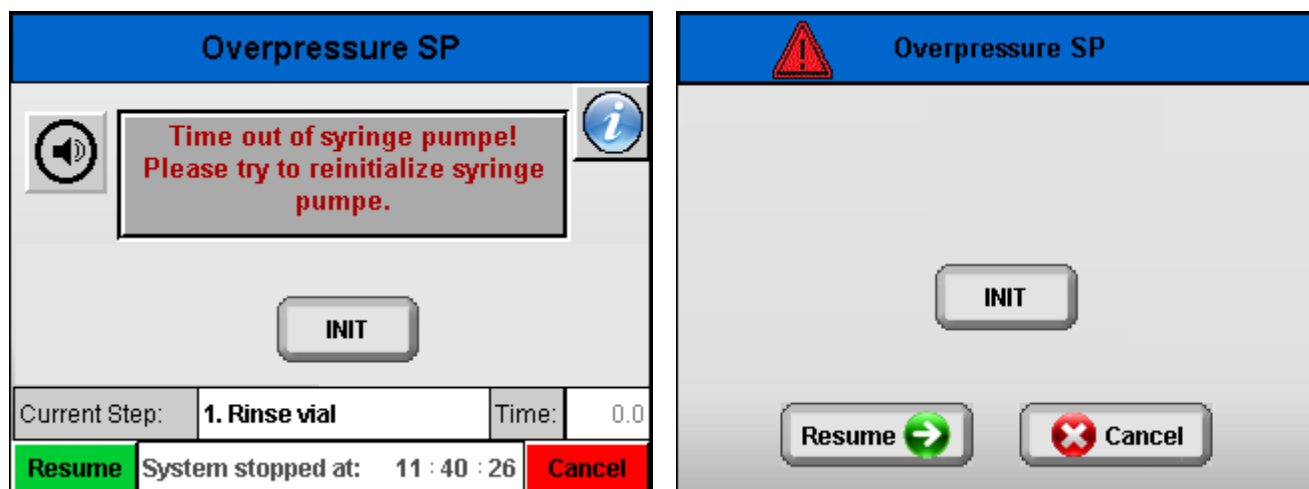 Overpressure SP
Time out of syringe pumpe!
Please try to reinitialize syringe
pumpe.
INIT
Current Step: 1. Rinse vial Time: 0.0
Resume System stopped at: 11 : 40 : 26 Cancel
Overpressure SP
INIT
Resume Cancel